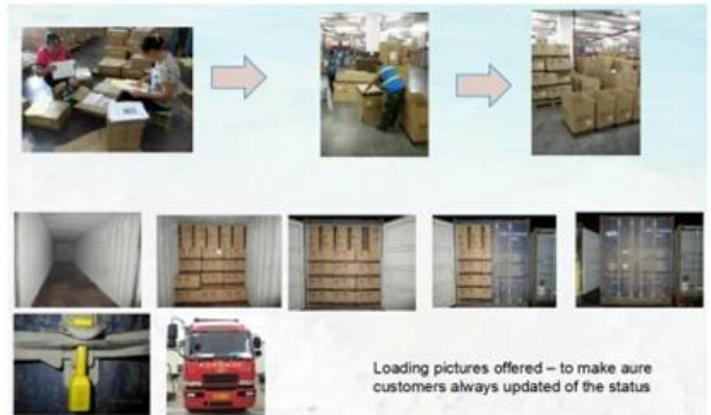 Loading pictures offered – to make aure
customers always updated of the status